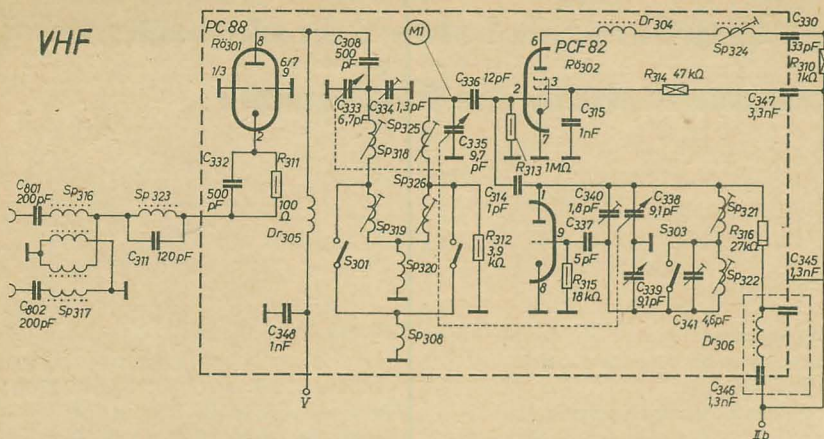 VHF
PC 88
Rö301
8
1/3
6/7
9
2
C308
500
pF
C333
6,7pF
C334
1,3pF
M1
C336 12pF
PCF 82
Rö302
6
2
3
7
Dr304
Sp324
C330
33pF
R310
1kΩ
R314 47kΩ
C347
3,3nF
C315
1nF
Sp325
Sp318
C335
9,7
pF
R313 1MΩ
C332
500
pF
R311
100
Ω
C801
200pF
Sp316
Sp323
C311 120pF
Dr305
Sp326
Sp319
C314
1pF
1
9
8
C340
1,8pF
C338
9,1pF
C337
5pF
S303
Sp321
R316
27kΩ
S301
Sp320
R312
3,9
kΩ
R315
18kΩ
C339
9,1pF
Sp322
C345
1,3nF
C802
200pF
Sp317
C348
1nF
Sp308
C341 4,6pF
Dr306
C346
1,3nF
V
II b